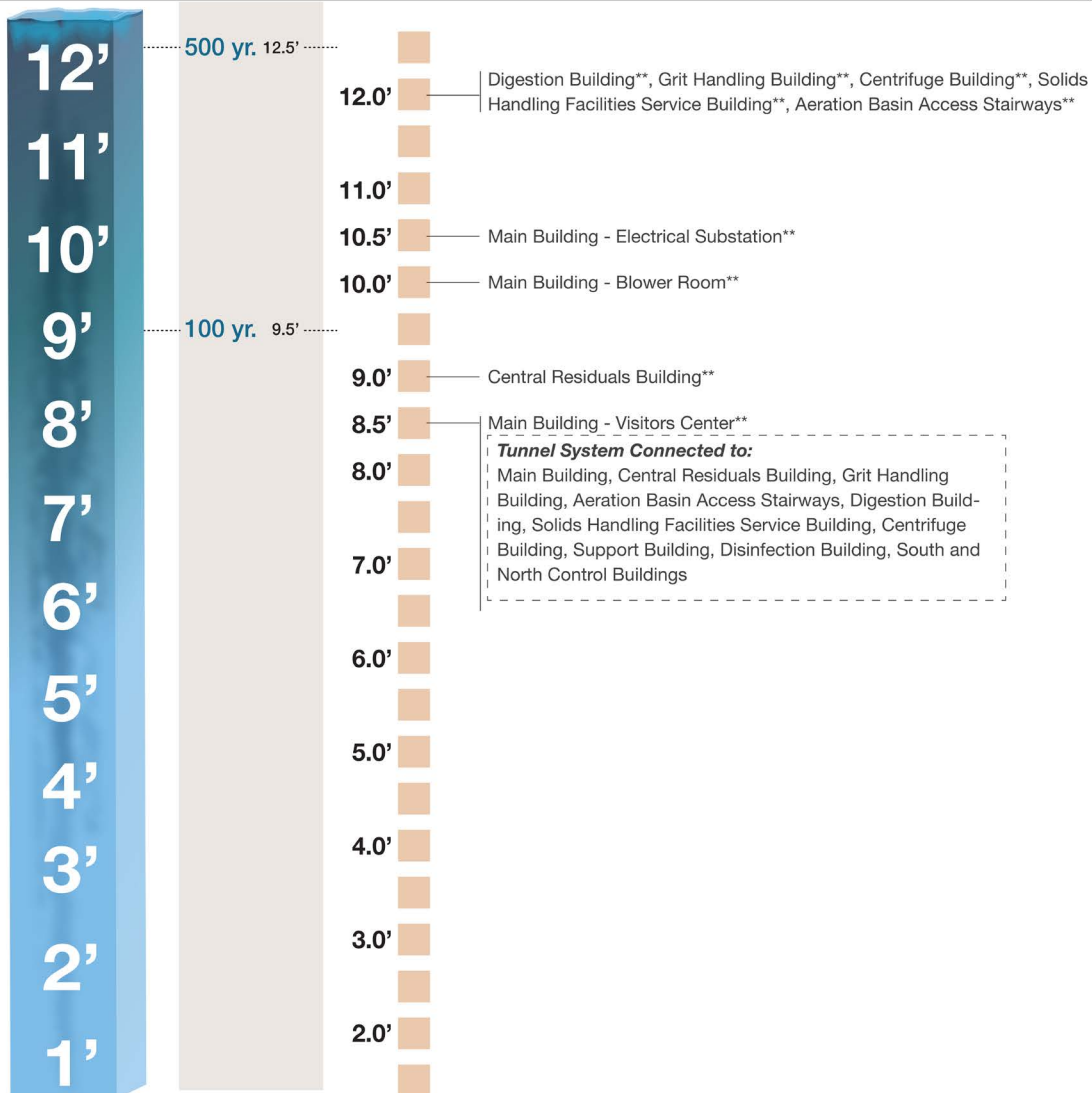 12’
500 yr. 12.5’
12.0’
Digestion Building**, Grit Handling Building**, Centrifuge Building**, Solids
Handling Facilities Service Building**, Aeration Basin Access Stairways**
11’
11.0’
10’
10.5’
Main Building - Electrical Substation**
10.0’
Main Building - Blower Room**
9’
100 yr. 9.5’
9.0’
Central Residuals Building**
8’
8.5’
Main Building - Visitors Center**
Tunnel System Connected to:
8.0’
Main Building, Central Residuals Building, Grit Handling
Building, Aeration Basin Access Stairways, Digestion Build-
ing, Solids Handling Facilities Service Building, Centrifuge
Building, Support Building, Disinfection Building, South and
North Control Buildings
7’
7.0’
6’
6.0’
5’
5.0’
4’
4.0’
3’
3.0’
2’
2.0’
1’